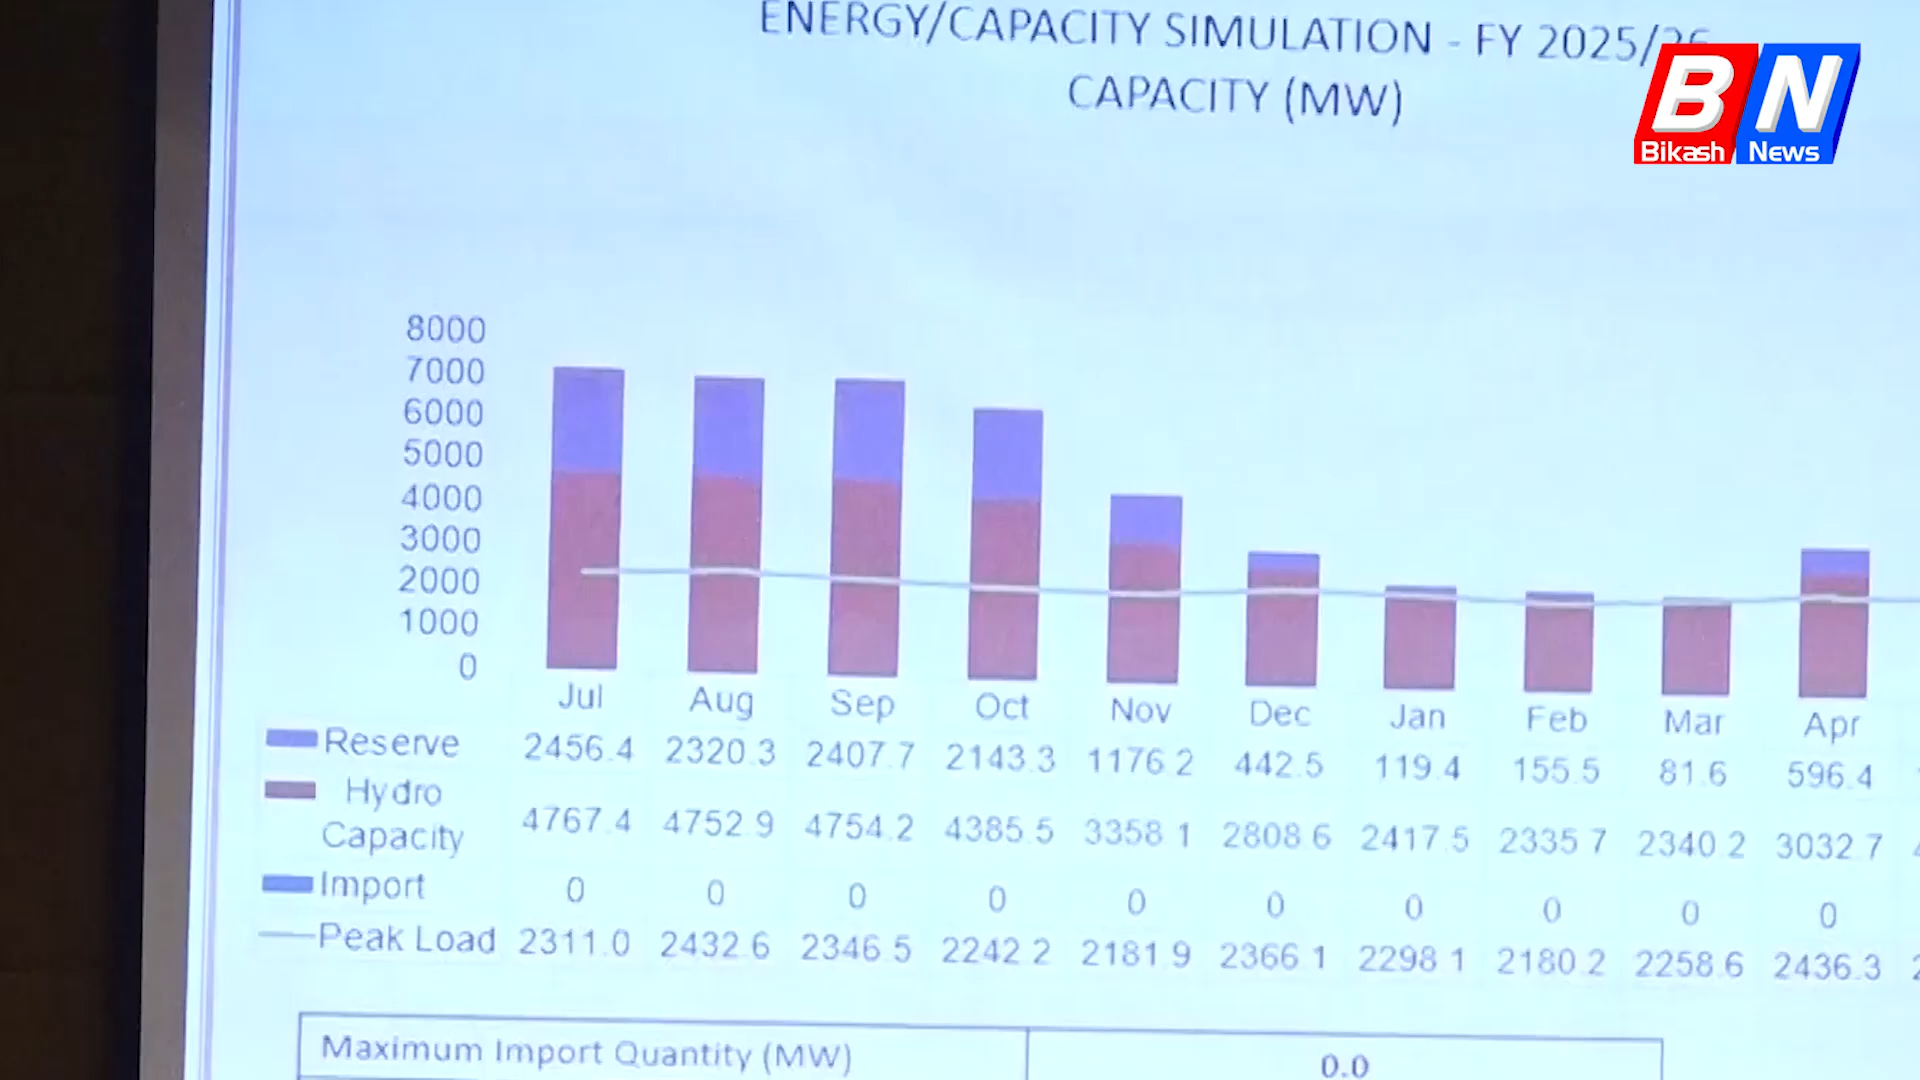 ENERGY/CAPACITY SIMULATION - FY 2025/26
CAPACITY (MW)
BN
Bikash News
8000
7000
6000
5000
4000
3000
2000
1000
0
Jul Aug Sep Oct Nov Dec Jan Feb Mar Apr
Reserve 2456.4 2320.3 2407.7 2143.3 1176.2 442.5 119.4 155.5 81.6 596.4
Hydro
Capacity 4767.4 4752.9 4754.2 4385.5 3358.1 2808.6 2417.5 2335.7 2340.2 3032.7
Import 0 0 0 0 0 0 0 0 0 0
Peak Load 2311.0 2432.6 2346.5 2242.2 2181.9 2366.1 2298.1 2180.2 2258.6 2436.3
Maximum Import Quantity (MW) 0.0